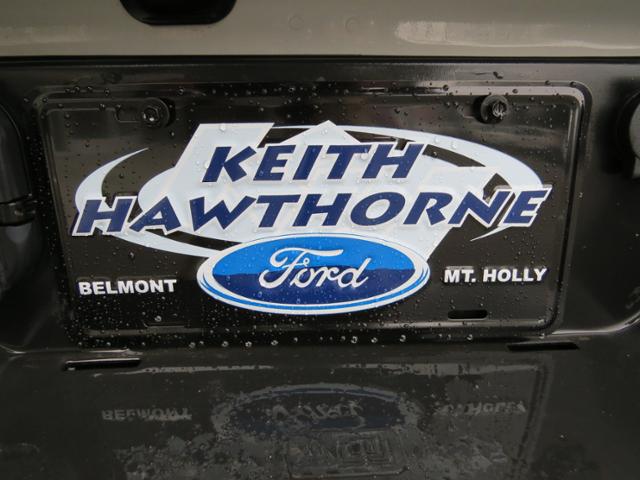 KEITH
HAWTHORNE
Ford
BELMONT
MT. HOLLY